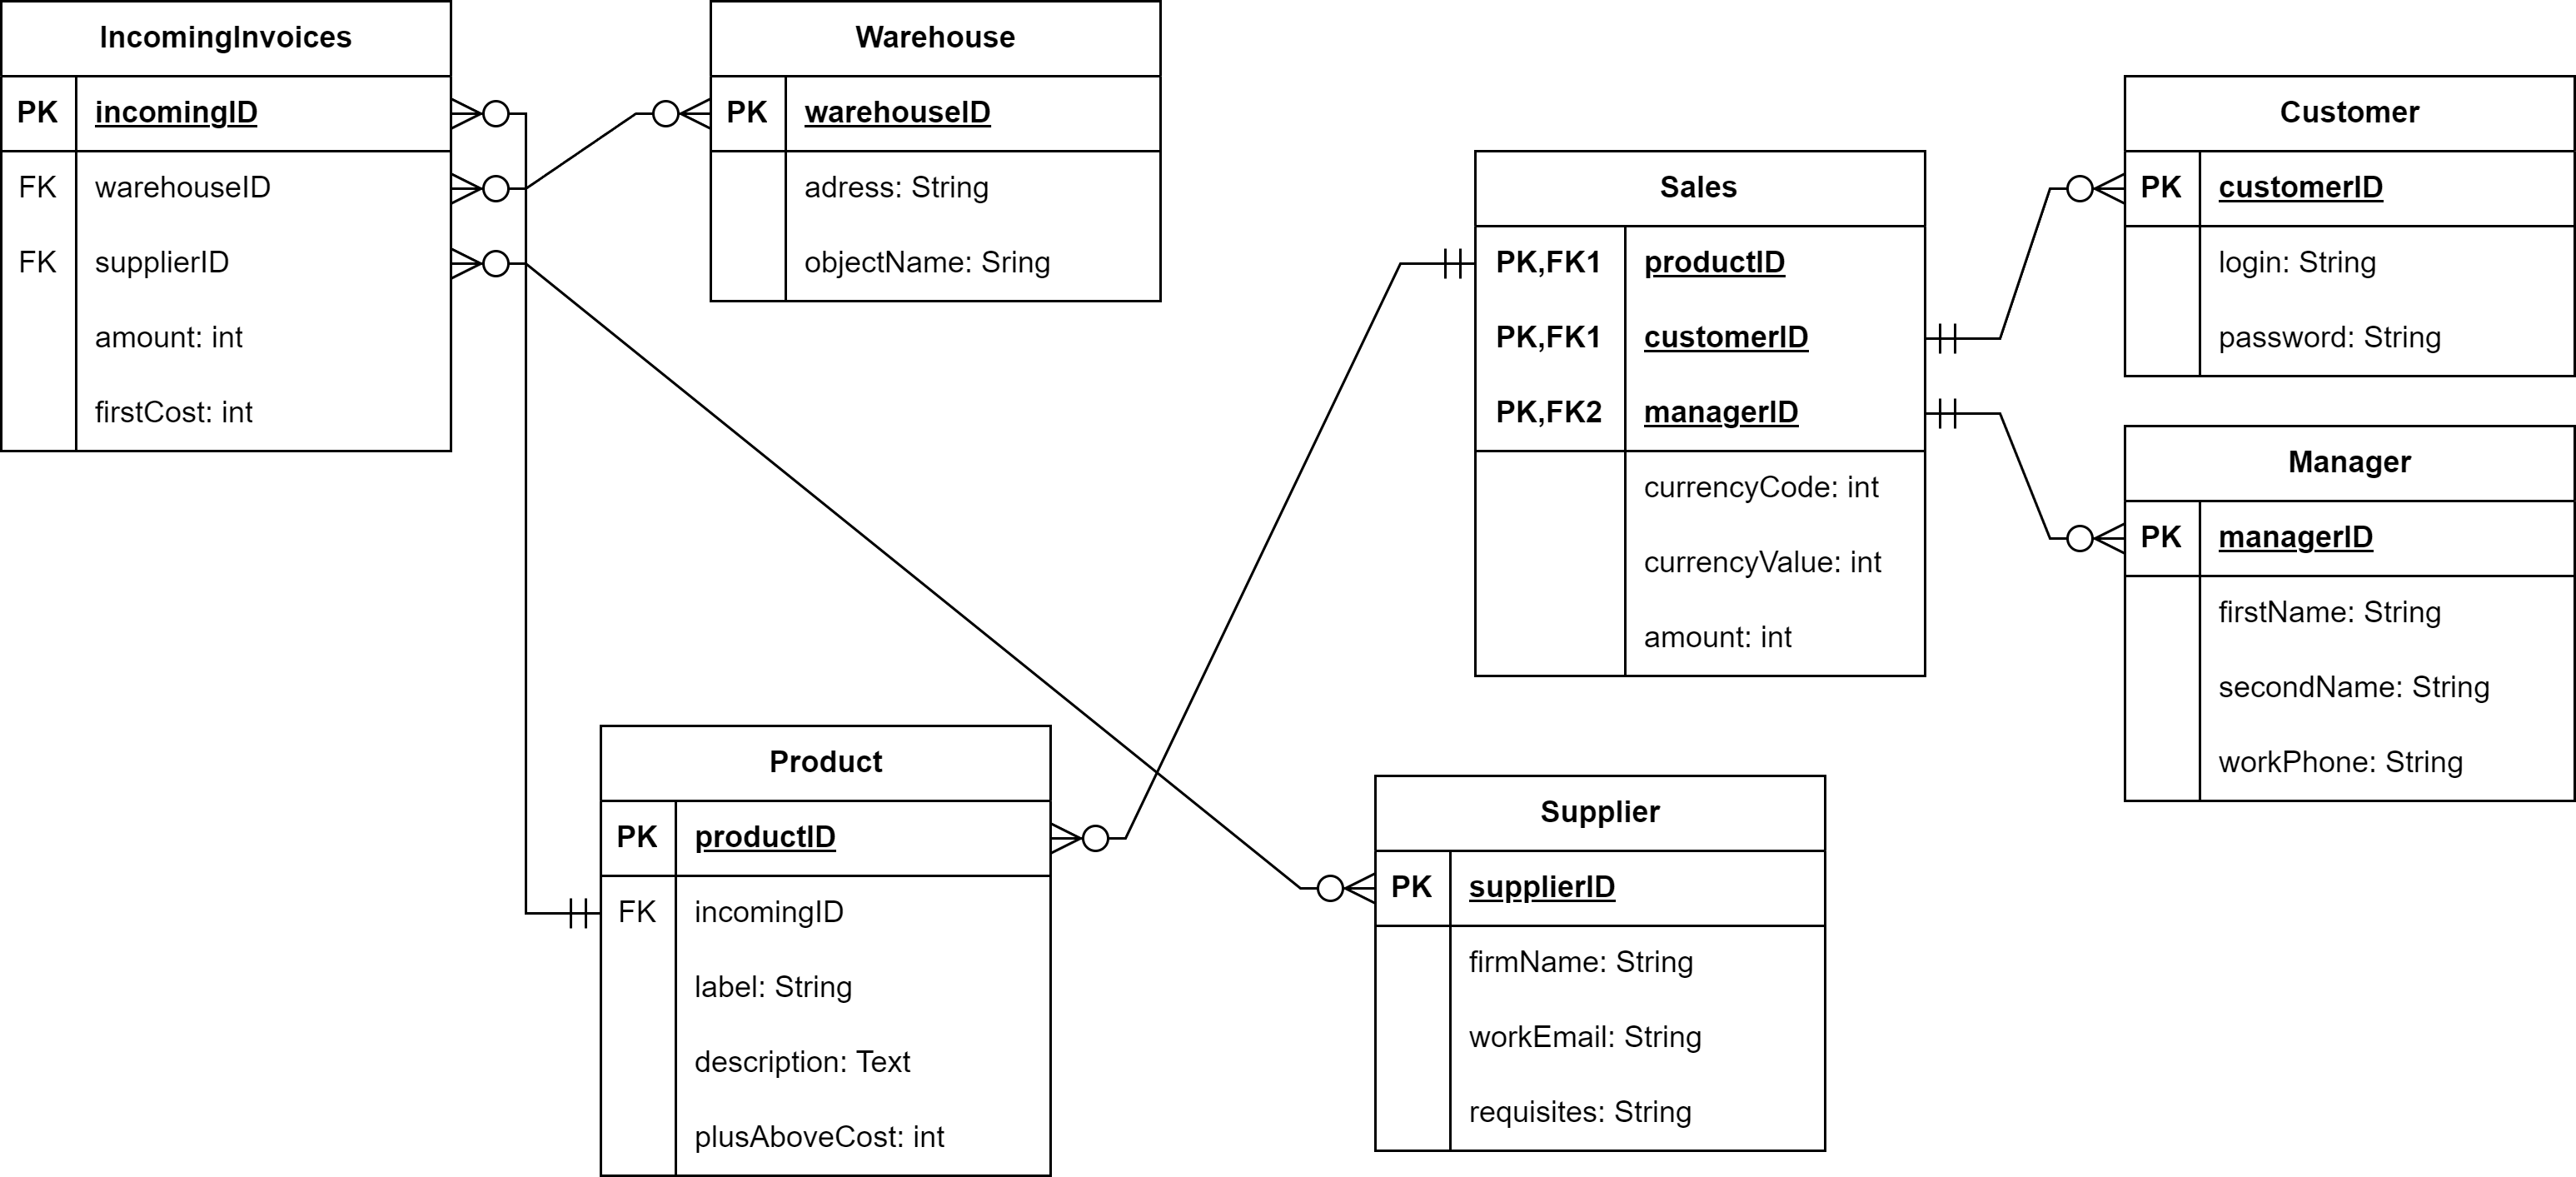 IncomingInvoices
PK incomingID
FK warehouseID
FK supplierID
amount: int
firstCost: int
Warehouse
PK warehouseID
adress: String
objectName: Sring
Sales
PK,FK1 productID
PK,FK1 customerID
PK,FK2 managerID
currencyCode: int
currencyValue: int
amount: int
Customer
PK customerID
login: String
password: String
Manager
PK managerID
firstName: String
secondName: String
workPhone: String
Product
PK productID
FK incomingID
label: String
description: Text
plusAboveCost: int
Supplier
PK supplierID
firmName: String
workEmail: String
requisites: String